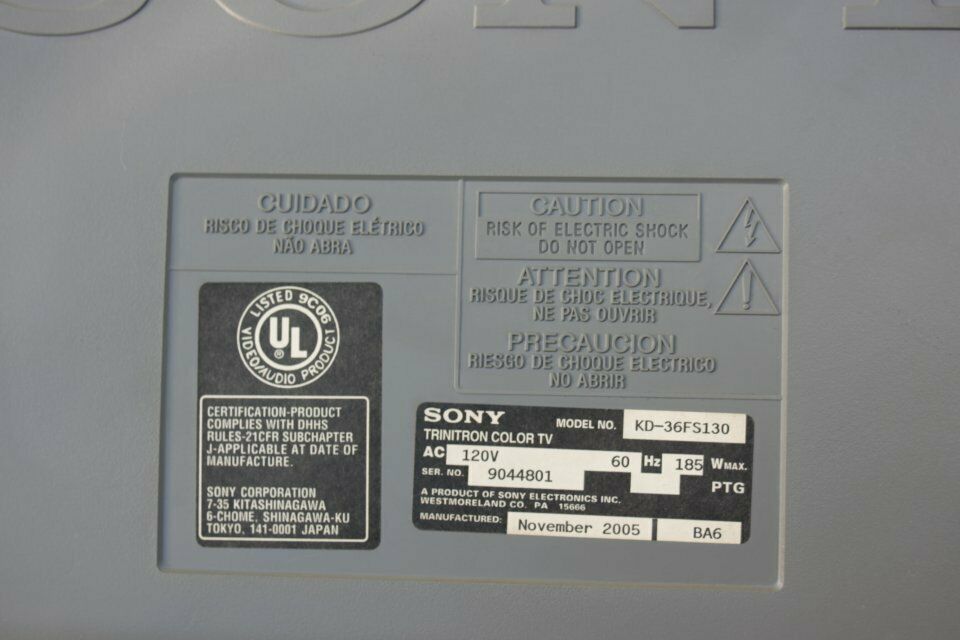 SONY
CUIDADO
RISCO DE CHOQUE ELÉTRICO
NÃO ABRA
CAUTION
RISK OF ELECTRIC SHOCK
DO NOT OPEN
ATTENTION
RISQUE DE CHOC ELECTRIQUE,
NE PAS OUVRIR
PRECAUCION
RIESGO DE CHOQUE ELECTRICO
NO ABRIR
LISTED 9C06
UL
®
VIDEO/AUDIO PRODUCT
CERTIFICATION-PRODUCT
COMPLIES WITH DHHS
RULES-21CFR SUBCHAPTER
J-APPLICABLE AT DATE OF
MANUFACTURE.
SONY CORPORATION
7-35 KITASHINAGAWA
6-CHOME, SHINAGAWA-KU
TOKYO, 141-0001 JAPAN
SONY MODEL NO. KD-36FS130
TRINITRON COLOR TV
AC 120V 60 Hz 185 WMAX.
SER. NO. 9044801 PTG
A PRODUCT OF SONY ELECTRONICS INC.
WESTMORELAND CO. PA 15666
MANUFACTURED: November 2005 BA6